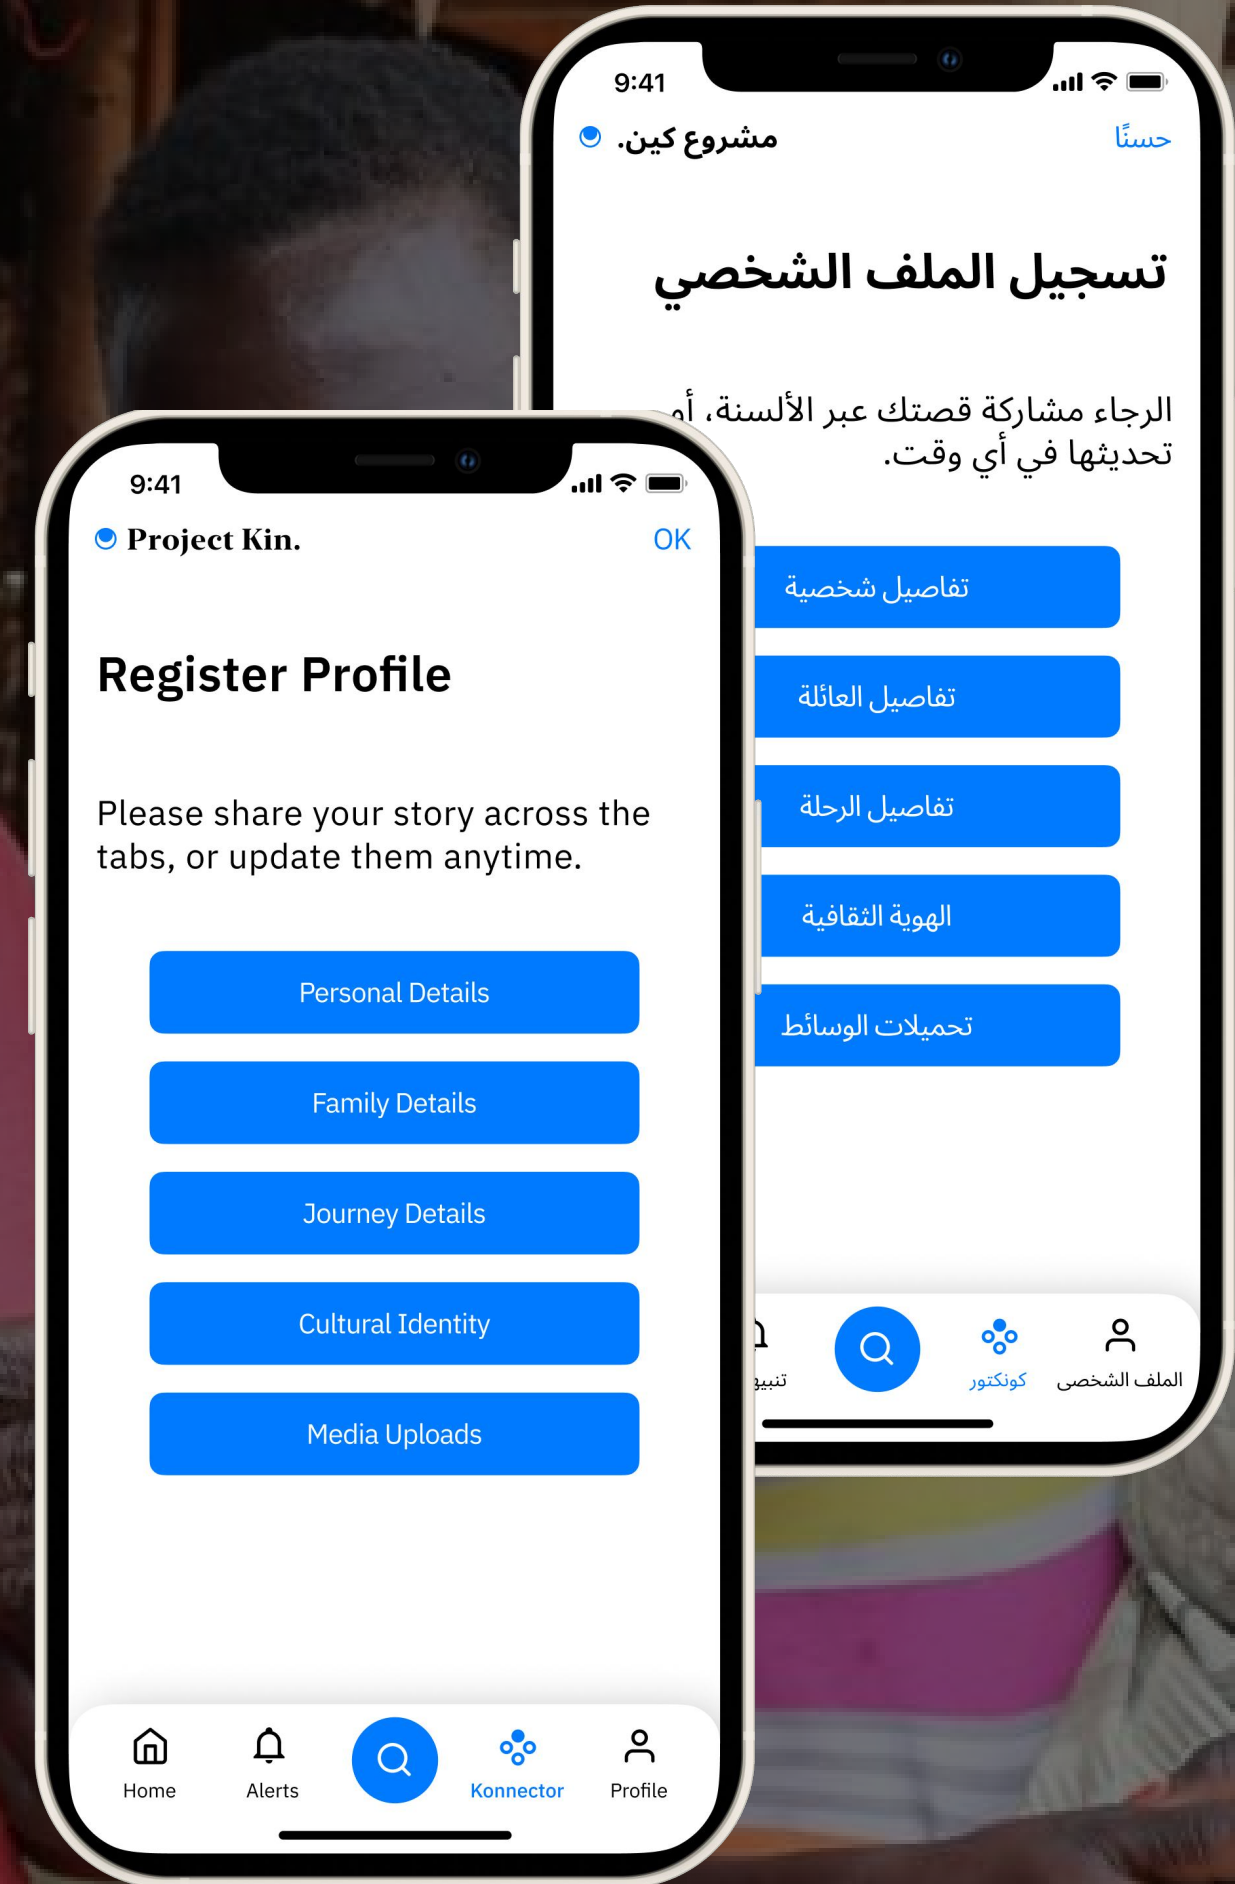 9:41
مشروع كين.
حسنًا
تسجيل الملف الشخصي
الرجاء مشاركة قصتك عبر الألسنة، أو
تحديثها في أي وقت.
تفاصيل شخصية
تفاصيل العائلة
تفاصيل الرحلة
الهوية الثقافية
تحميلات الوسائط
كونكتور
الملف الشخصى
9:41
Project Kin.
OK
Register Profile
Please share your story across the
tabs, or update them anytime.
Personal Details
Family Details
Journey Details
Cultural Identity
Media Uploads
Home
Alerts
Konnector
Profile